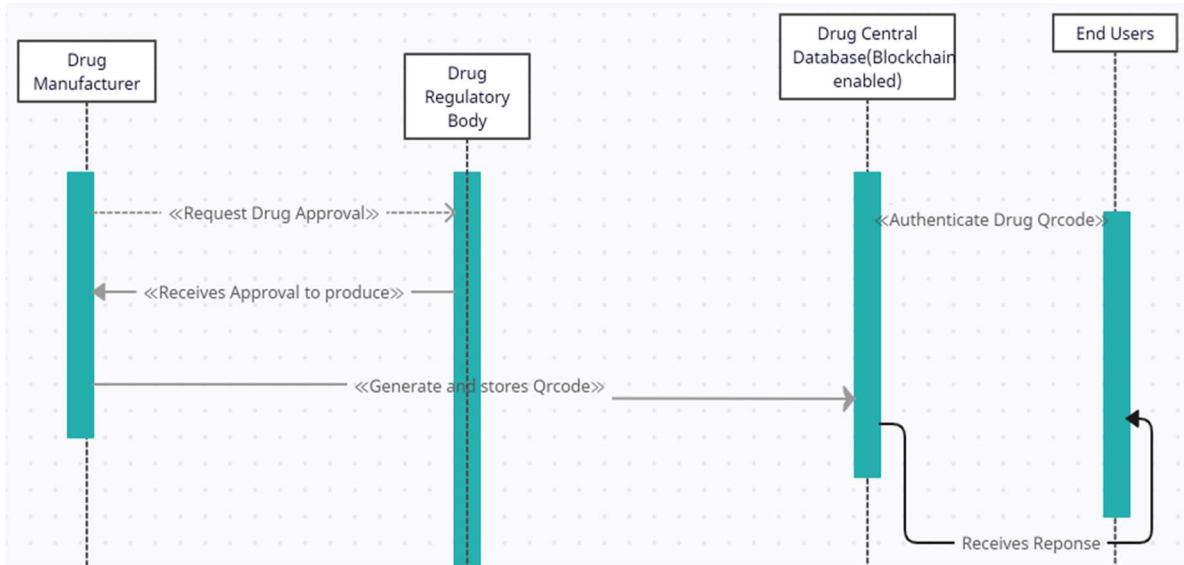 Drug
Manufacturer
Drug
Regulatory
Body
Drug Central
Database(Blockchain
enabled)
End Users
≪Request Drug Approval≫
≪Authenticate Drug Qrcode≫
≪Receives Approval to produce≫
≪Generate and stores Qrcode≫
Receives Reponse